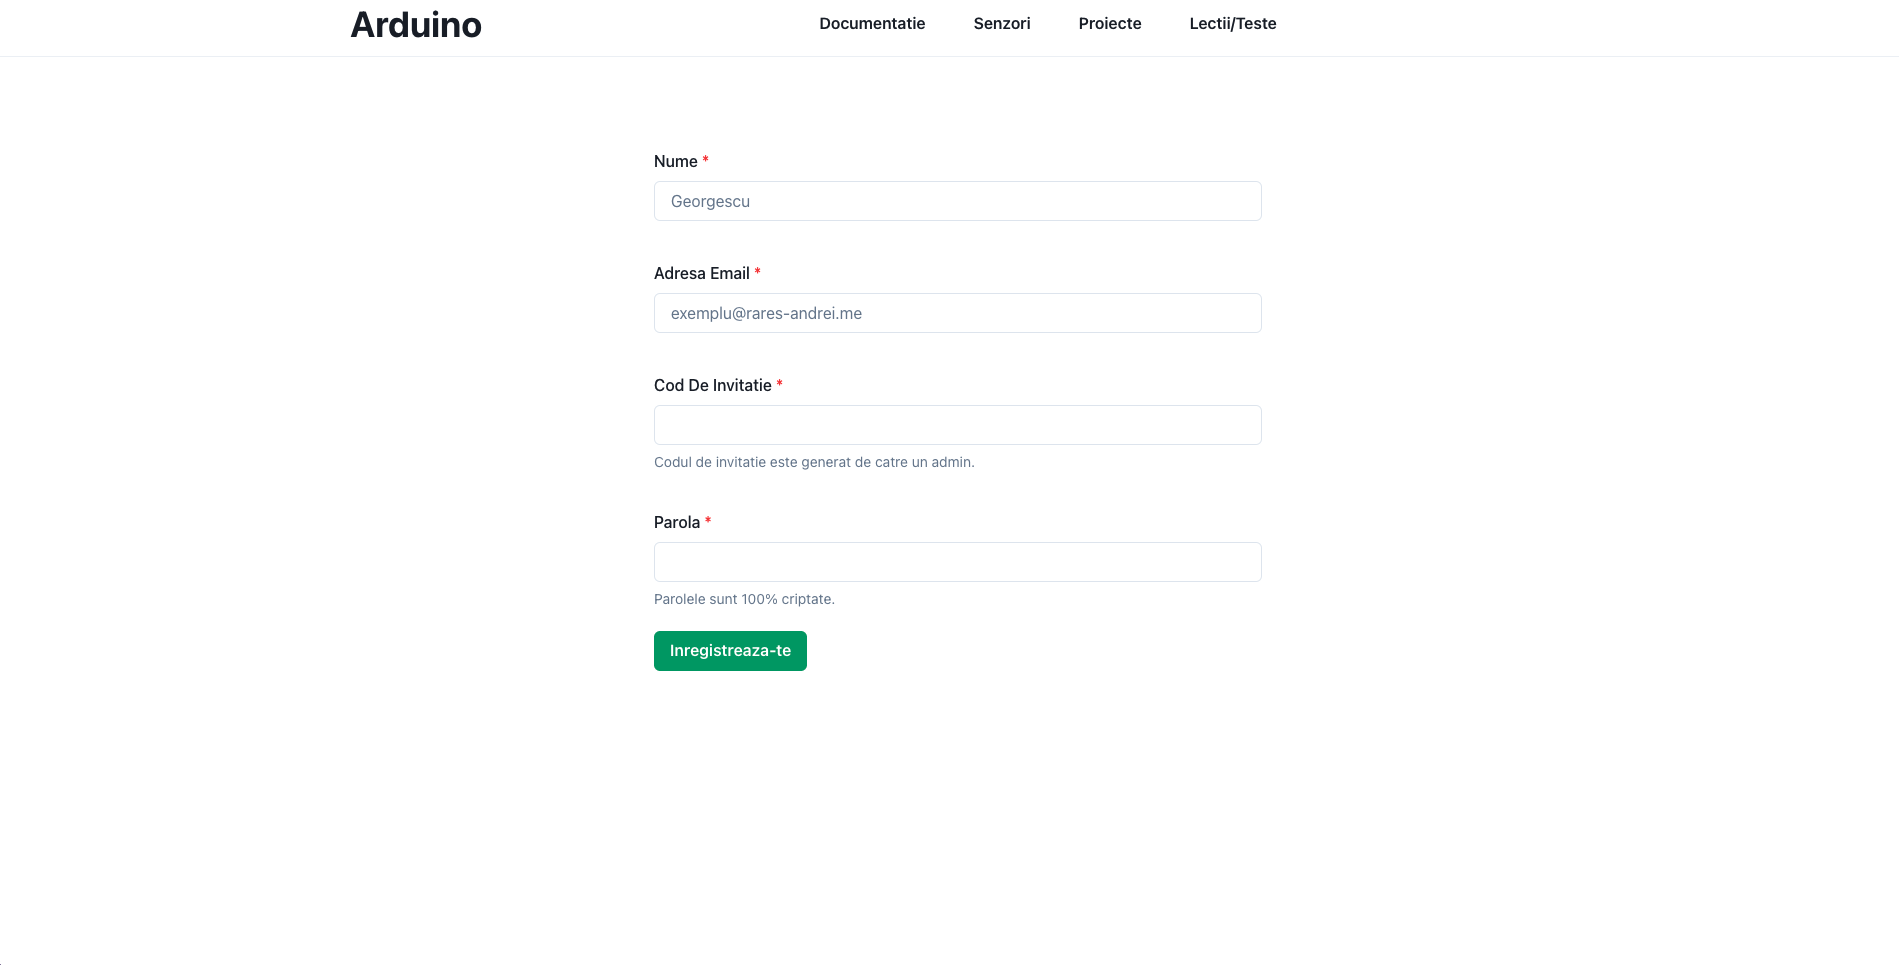 Arduino
Documentatie Senzori Proiecte Lectii/Teste
Nume *
Georgescu
Adresa Email *
exemplu@rares-andrei.me
Cod De Invitatie *
Codul de invitatie este generat de catre un admin.
Parola *
Parolele sunt 100% criptate.
Inregistreaza-te